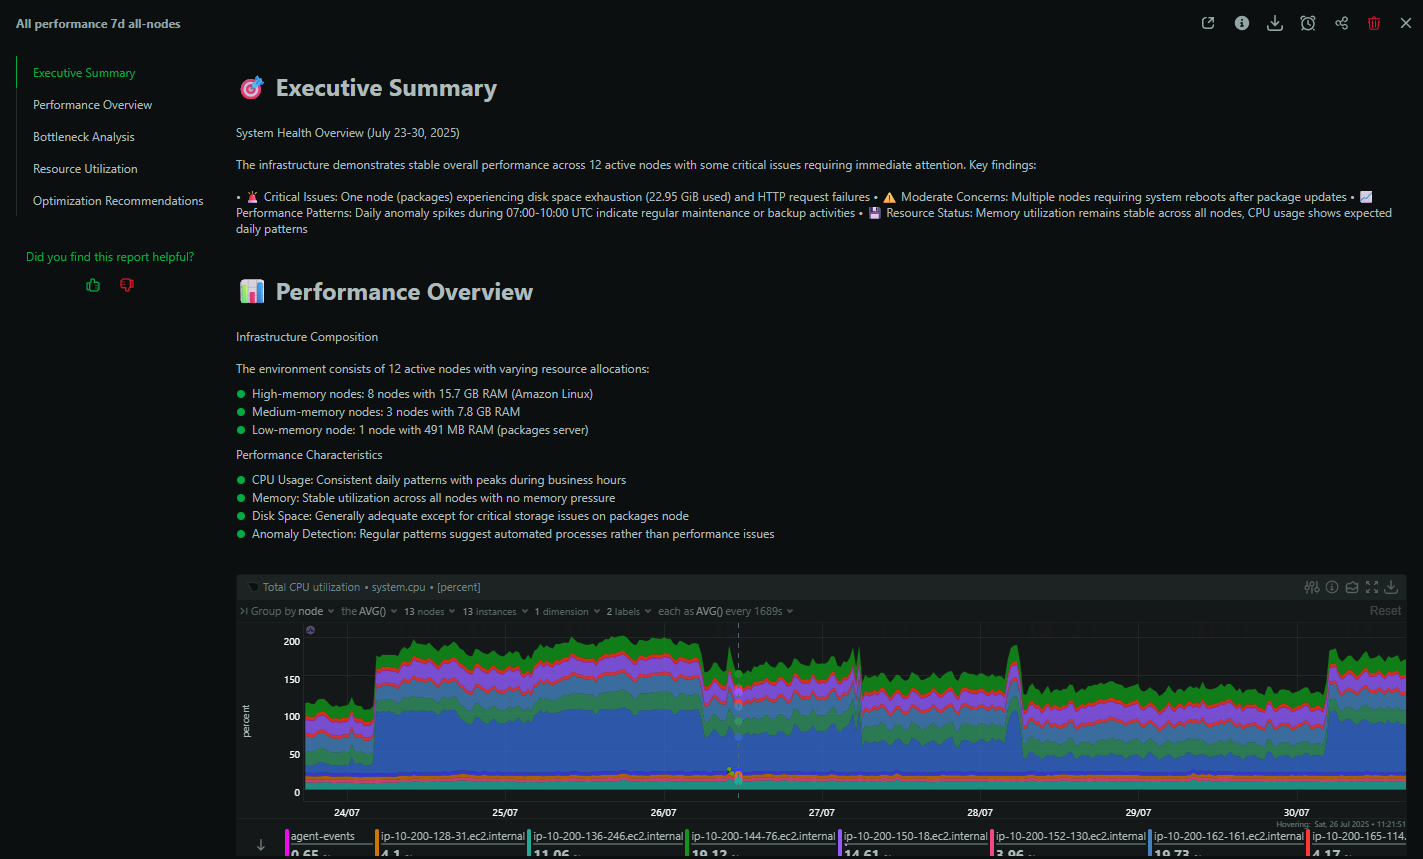 All performance 7d all-nodes
Executive Summary
Performance Overview
Bottleneck Analysis
Resource Utilization
Optimization Recommendations
Did you find this report helpful?
Executive Summary
System Health Overview (July 23-30, 2025)
The infrastructure demonstrates stable overall performance across 12 active nodes with some critical issues requiring immediate attention. Key findings:
• 🚨 Critical Issues: One node (packages) experiencing disk space exhaustion (22.95 GiB used) and HTTP request failures • ⚠️ Moderate Concerns: Multiple nodes requiring system reboots after package updates • 📈
Performance Patterns: Daily anomaly spikes during 07:00-10:00 UTC indicate regular maintenance or backup activities • 💾 Resource Status: Memory utilization remains stable across all nodes, CPU usage shows expected
daily patterns
Performance Overview
Infrastructure Composition
The environment consists of 12 active nodes with varying resource allocations:
High-memory nodes: 8 nodes with 15.7 GB RAM (Amazon Linux)
Medium-memory nodes: 3 nodes with 7.8 GB RAM
Low-memory node: 1 node with 491 MB RAM (packages server)
Performance Characteristics
CPU Usage: Consistent daily patterns with peaks during business hours
Memory: Stable utilization across all nodes with no memory pressure
Disk Space: Generally adequate except for critical storage issues on packages node
Anomaly Detection: Regular patterns suggest automated processes rather than performance issues
Total CPU utilization • system.cpu • [percent]
Group by node the AVG() 13 nodes 13 instances 1 dimension 2 labels each as AVG() every 1689s Reset
200
150
100
50
0
percent
24/07 25/07 26/07 27/07 28/07 29/07 30/07
Hovering: Sat, 26 Jul 2025 • 11:21:51
agent-events ip-10-200-128-31.ec2.internal ip-10-200-136-246.ec2.internal ip-10-200-144-76.ec2.internal ip-10-200-150-18.ec2.internal ip-10-200-152-130.ec2.internal ip-10-200-162-161.ec2.internal ip-10-200-165-114.
0.65 4.1 11.06 19.12 14.61 3.96 19.73 4.17